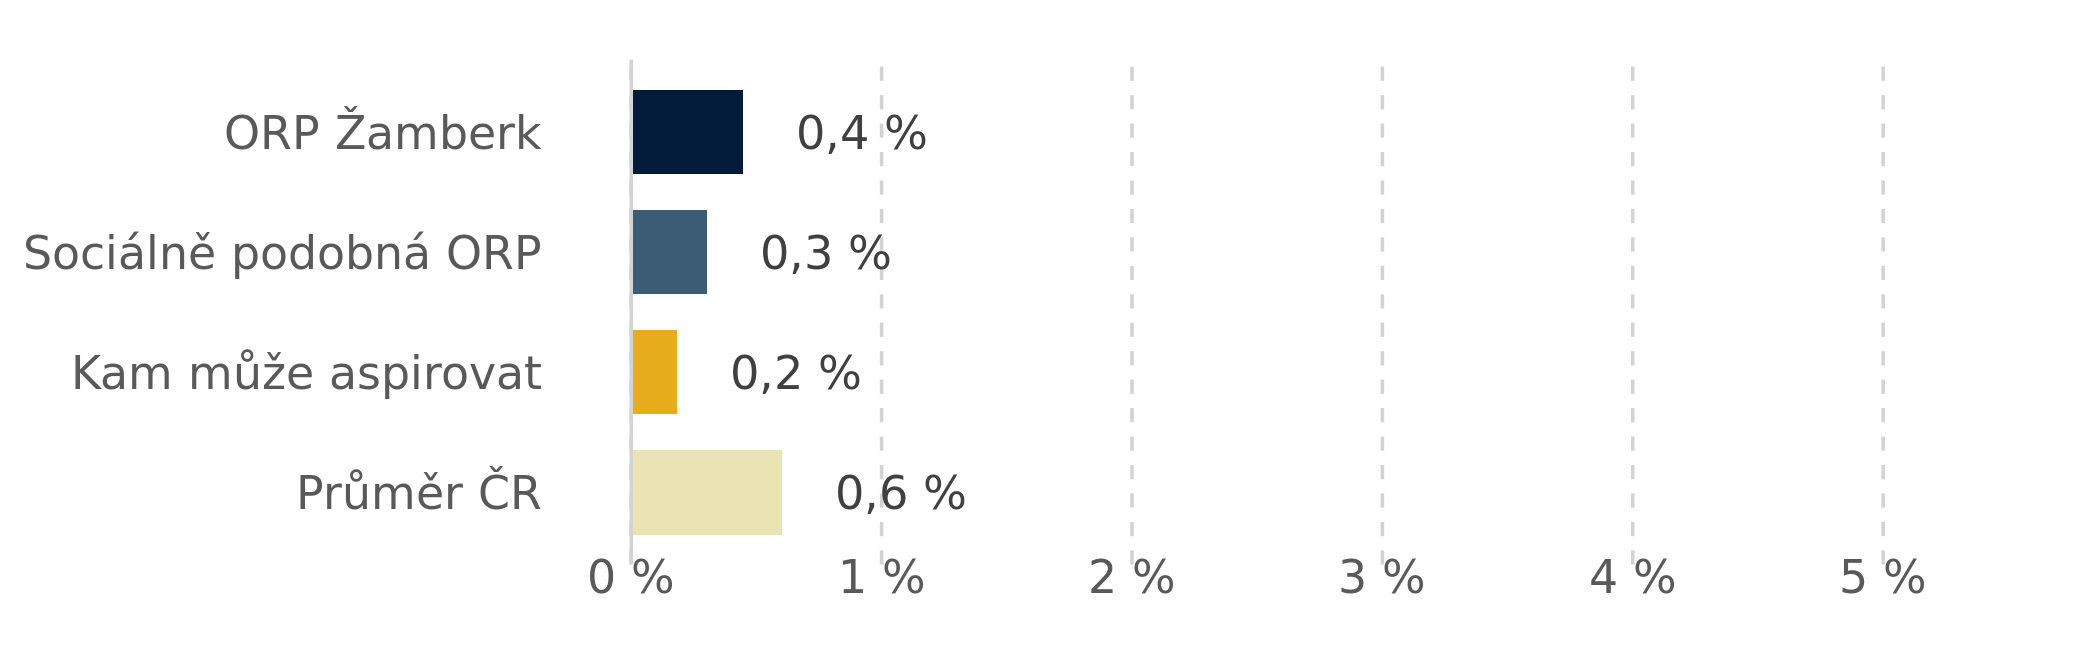 ORP Žamberk 0,4 %
Sociálně podobná ORP 0,3 %
Kam může aspirovat 0,2 %
Průměr ČR 0,6 %
0 % 1 % 2 % 3 % 4 % 5 %